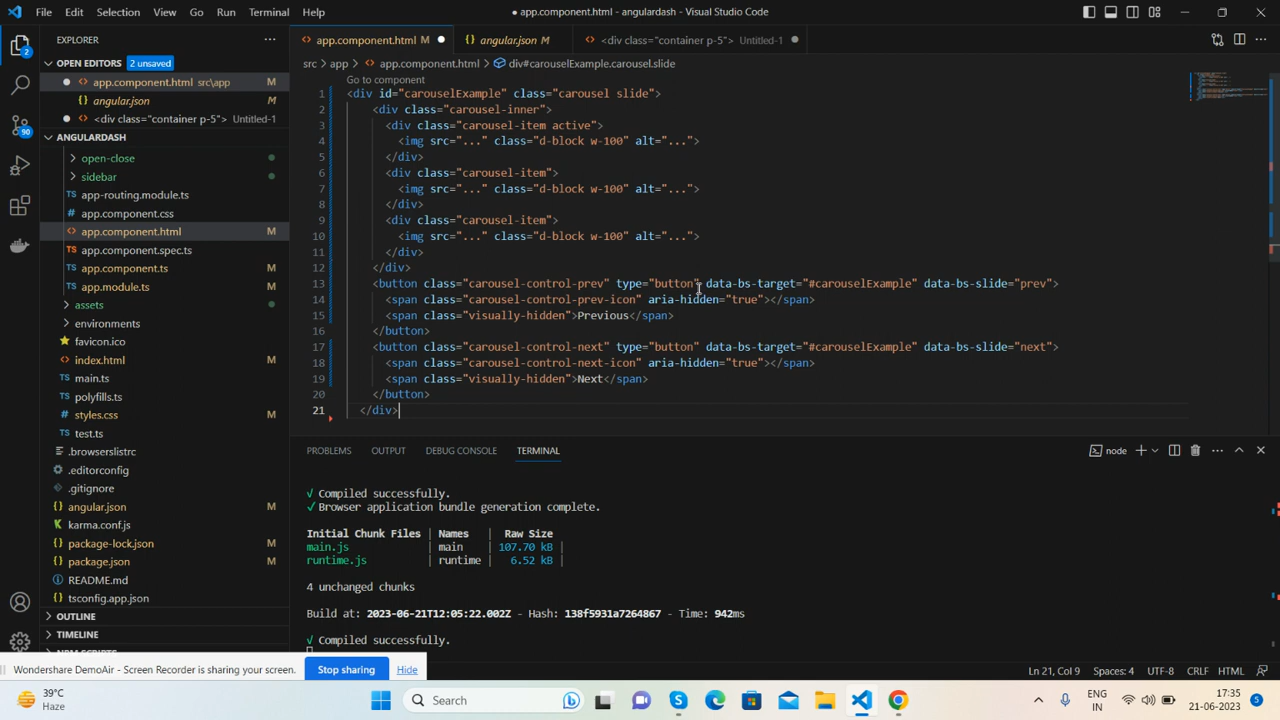 File Edit Selection View Go Run Terminal Help
● app.component.html - angulardash - Visual Studio Code
EXPLORER
OPEN EDITORS 2 unsaved
app.component.html src\app M
angular.json M
<div class="container p-5"> Untitled-1
ANGULARDASH
open-close
sidebar
app-routing.module.ts
app.component.css
app.component.html M
app.component.spec.ts
app.component.ts M
app.module.ts M
assets
environments
favicon.ico
index.html M
main.ts
polyfills.ts
styles.css M
test.ts
.browserslistrc
.editorconfig
.gitignore
angular.json M
karma.conf.js
package-lock.json M
package.json M
README.md
tsconfig.app.json
OUTLINE
TIMELINE
2
90
app.component.html M
angular.json M
<div class="container p-5"> Untitled-1
src > app > app.component.html > div#carouselExample.carousel.slide
Go to component
1 <div id="carouselExample" class="carousel slide">
2 <div class="carousel-inner">
3 <div class="carousel-item active">
4 <img src="..." class="d-block w-100" alt="...">
5 </div>
6 <div class="carousel-item">
7 <img src="..." class="d-block w-100" alt="...">
8 </div>
9 <div class="carousel-item">
10 <img src="..." class="d-block w-100" alt="...">
11 </div>
12 </div>
13 <button class="carousel-control-prev" type="button" data-bs-target="#carouselExample" data-bs-slide="prev">
14 <span class="carousel-control-prev-icon" aria-hidden="true"></span>
15 <span class="visually-hidden">Previous</span>
16 </button>
17 <button class="carousel-control-next" type="button" data-bs-target="#carouselExample" data-bs-slide="next">
18 <span class="carousel-control-next-icon" aria-hidden="true"></span>
19 <span class="visually-hidden">Next</span>
20 </button>
21 </div>
PROBLEMS OUTPUT DEBUG CONSOLE TERMINAL
node
√ Compiled successfully.
√ Browser application bundle generation complete.
Initial Chunk Files | Names | Raw Size
main.js | main | 107.70 kB |
runtime.js | runtime | 6.52 kB |
4 unchanged chunks
Build at: 2023-06-21T12:05:22.002Z - Hash: 138f5931a7264867 - Time: 942ms
√ Compiled successfully.
Wondershare DemoAir - Screen Recorder is sharing your screen. Stop sharing Hide
Ln 21, Col 9 Spaces: 4 UTF-8 CRLF HTML
39°C
Haze
Search
ENG
IN
17:35
21-06-2023
5